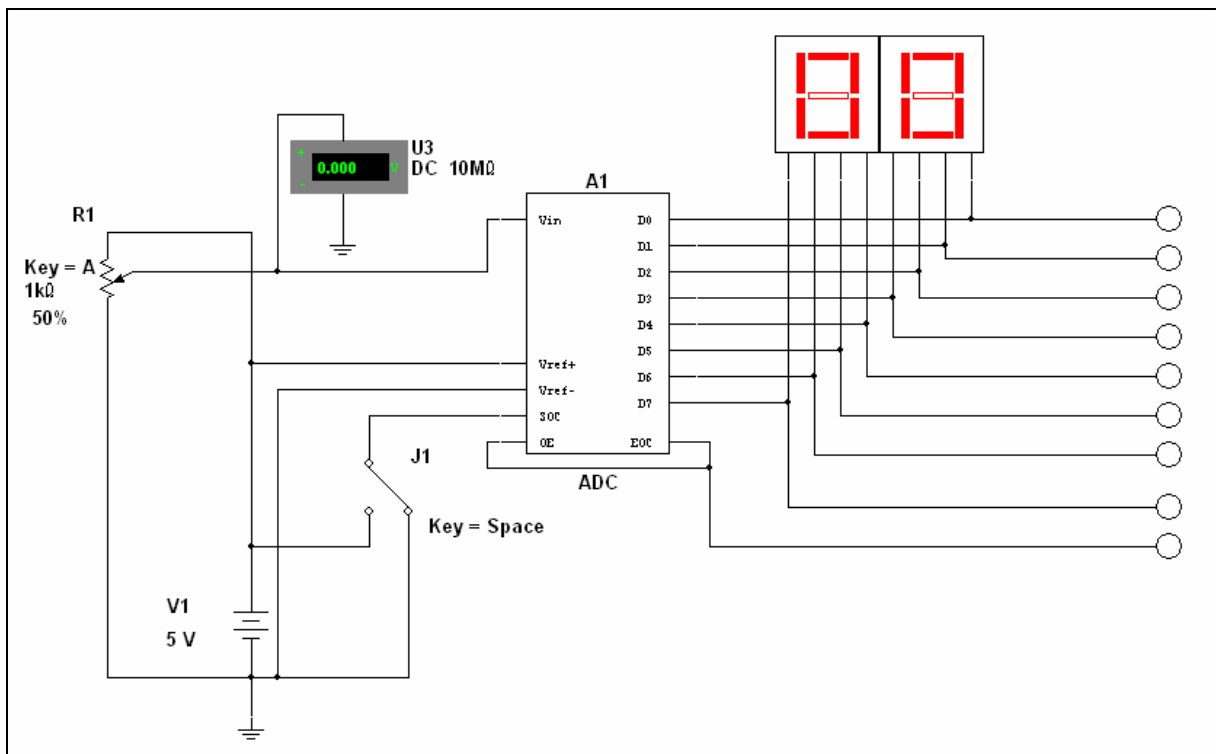 U3
0.000 V
DC 10MΩ
A1
R1
Vin
D0
D1
Key = A
D2
1kΩ
D3
50%
D4
D5
Vref+
D6
Vref-
D7
SOC
OE
EOC
J1
ADC
Key = Space
V1
5 V